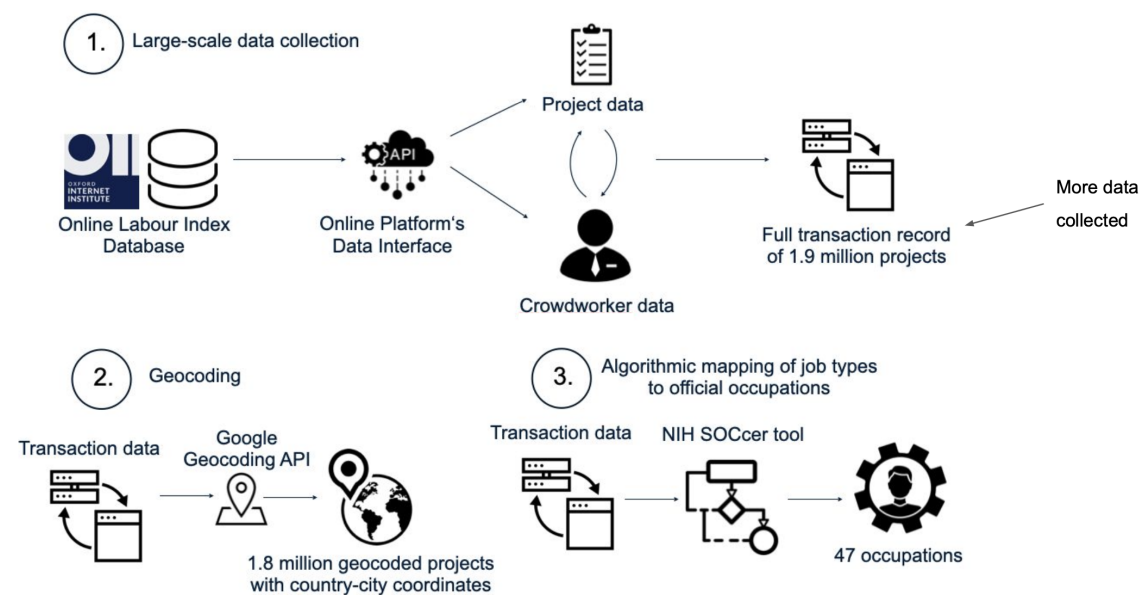 1.
Large-scale data collection
Project data
API
OII
OXFORD
INTERNET
INSTITUTE
Online Labour Index
Database
Online Platform‘s
Data Interface
Crowdworker data
Full transaction record
of 1.9 million projects
More data
collected
2.
Geocoding
Transaction data
Google
Geocoding API
1.8 million geocoded projects
with country-city coordinates
3.
Algorithmic mapping of job types
to official occupations
Transaction data
NIH SOCcer tool
47 occupations